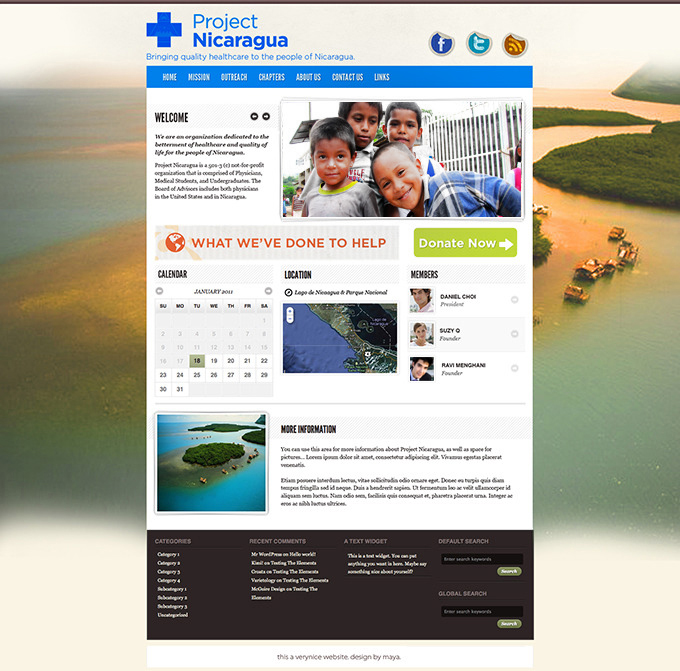 Project
Nicaragua
Bringing quality healthcare to the people of Nicaragua.
HOME MISSION OUTREACH CHAPTERS ABOUT US CONTACT US LINKS
WELCOME
We are an organization dedicated to the
betterment of healthcare and quality of
life for the people of Nicaragua.
Project Nicaragua is a 501-3 (c) not-for-profit
organization that is comprised of Physicians,
Medical Students, and Undergraduates. The
Board of Advisors includes both physicians
in the United States and in Nicaragua.
WHAT WE'VE DONE TO HELP
Donate Now
CALENDAR
JANUARY 2011
SU MO TU WE TH FR SA
1
2 3 4 5 6 7 8
9 10 11 12 13 14 15
16 17 18 19 20 21 22
23 24 25 26 27 28 29
30 31
LOCATION
Lago de Nicaagua & Parque Nacional
Lago de
Nicaragua
MEMBERS
DANIEL CHOI
President
SUZY Q
Founder
RAVI MENGHANI
Founder
MORE INFORMATION
You can use this area for more information about Project Nicaragua, as well as spare for
pictures... Lorem ipsum dolor sit amet, consectetur adipiscing elit. Vivamus egestas placerat
venenatis.
Etiam posuere interdum lectus, vitae sollicitudin odio ornare eget. Donec eu turpis quis diam
tempus fringilla sed id neque. Duis a hendrerit sapien. Ut fermentum leo ac velit ullamcorper id
aliquam sem luctus. Nam odio sem, facilisis quis consequat et, pharetra placerat urna. Integer ac
eros ac nibh luctus ultrices.
CATEGORIES
Category 1
Category 2
Category 3
Category 4
Subcategory 1
Subcategory 2
Subcategory 3
Uncategorized
RECENT COMMENTS
Mr WordPress on Hello world!
Kimi! on Testing The Elements
Croatu on Testing The Elements
Varietology on Testing The Elements
McGuire Design on Testing The
Elements
A TEXT WIDGET
This is a text widget. You can put
anything you want in here. Maybe say
something nice about yourself?
DEFAULT SEARCH
Enter search keywords
Search
GLOBAL SEARCH
Enter search keywords
Search
this a verynice website. design by maya.